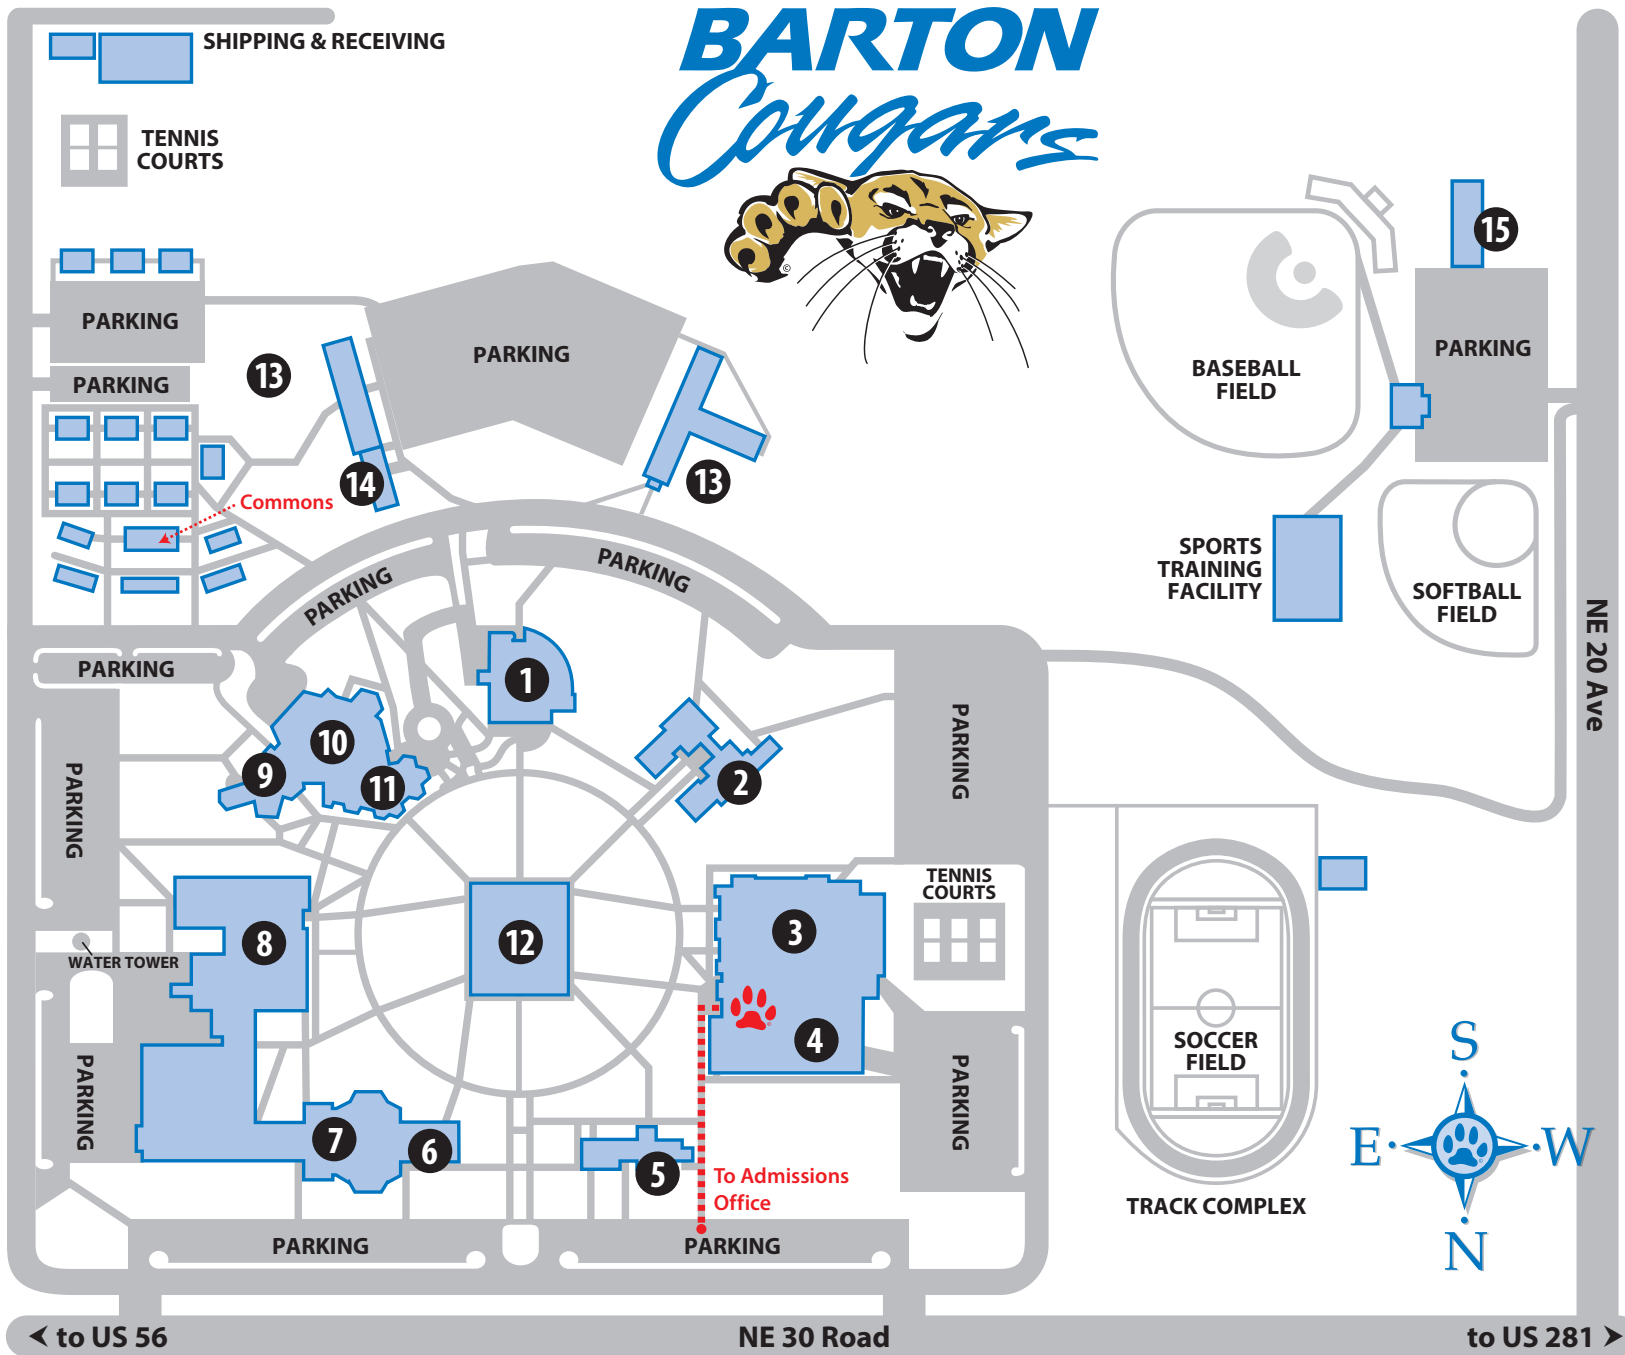 BARTON
Cougars
©
SHIPPING & RECEIVING
TENNIS
COURTS
15
PARKING
PARKING
PARKING
PARKING
BASEBALL
FIELD
13
PARKING
14
13
Commons
SPORTS
TRAINING
FACILITY
SOFTBALL
FIELD
PARKING
PARKING
NE 20 Ave
PARKING
1
10
9
11
2
PARKING
PARKING
TENNIS
COURTS
3
8
12
WATER TOWER
4
SOCCER
FIELD
PARKING
PARKING
7
6
5
To Admissions
Office
TRACK COMPLEX
S
E
W
N
PARKING
PARKING
to US 56
NE 30 Road
to US 281